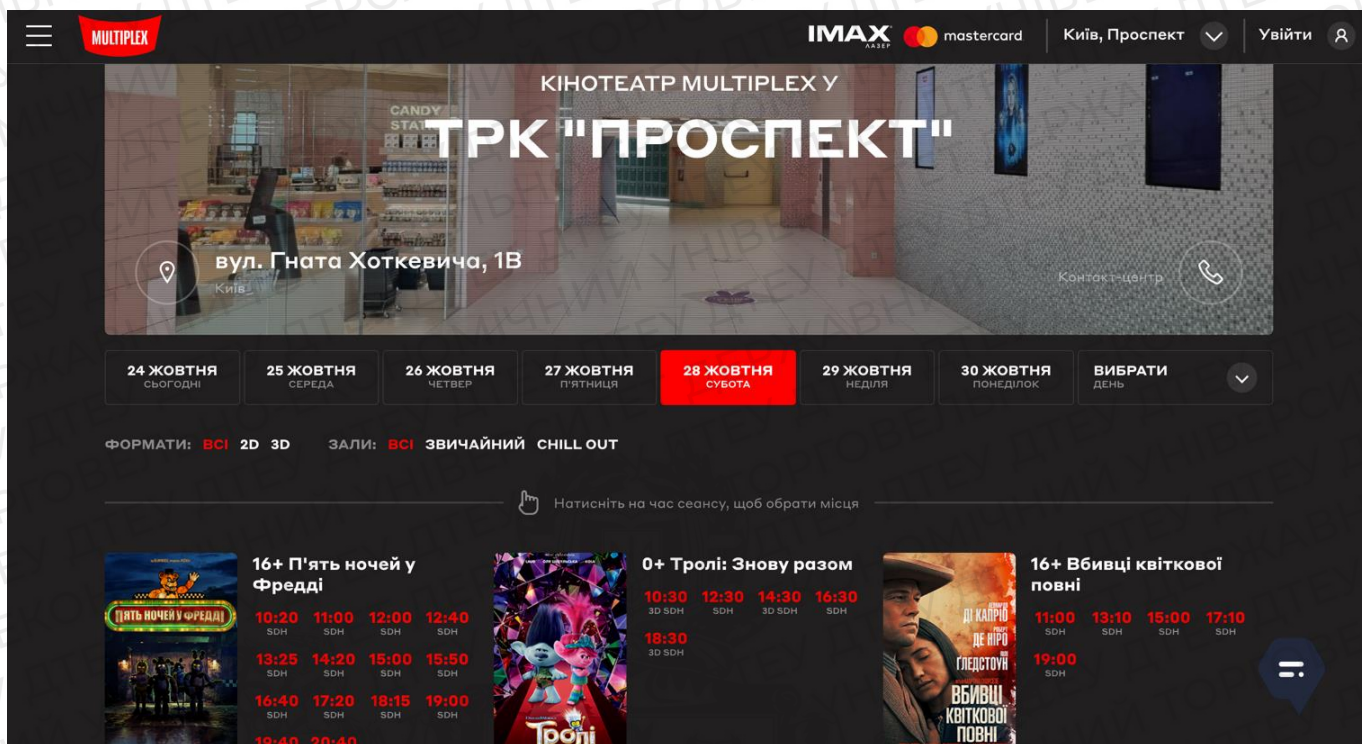 MULTIPLEX
IMAX
ЛАЗЕР
mastercard
Київ, Проспект
Увійти
КІНОТЕАТР MULTIPLEX У
ТРК "ПРОСПЕКТ"
CANDY
вул. Гната Хоткевича, 1В
Київ
Контакт-центр
24 ЖОВТНЯ 25 ЖОВТНЯ 26 ЖОВТНЯ 27 ЖОВТНЯ 28 ЖОВТНЯ 29 ЖОВТНЯ 30 ЖОВТНЯ ВИБРАТИ
СЬОГОДНІ СЕРЕДА ЧЕТВЕР П'ЯТНИЦЯ СУБОТА НЕДІЛЯ ПОНЕДІЛОК ДЕНЬ
ФОРМАТИ: ВСІ 2D 3D ЗАЛИ: ВСІ ЗВИЧАЙНИЙ CHILL OUT
Натисніть на час сеансу, щоб обрати місця
П'ЯТЬ НОЧЕЙ У ФРЕДДІ
16+ П'ять ночей у
Фредді
10:20 11:00 12:00 12:40
SDH SDH SDH SDH
13:25 14:20 15:00 15:50
SDH SDH SDH SDH
16:40 17:20 18:15 19:00
SDH SDH SDH SDH
19:40 20:40
Тролі
0+ Тролі: Знову разом
10:30 12:30 14:30 16:30
3D SDH SDH 3D SDH SDH
18:30
3D SDH
ДІ КАПРІО
ДЕ НІРО
ҐЛЕДСТОУН
ВБИВЦІ
КВІТКОВОЇ
ПОВНІ
16+ Вбивці квіткової
повні
11:00 13:10 15:00 17:10
SDH SDH SDH SDH
19:00
SDH